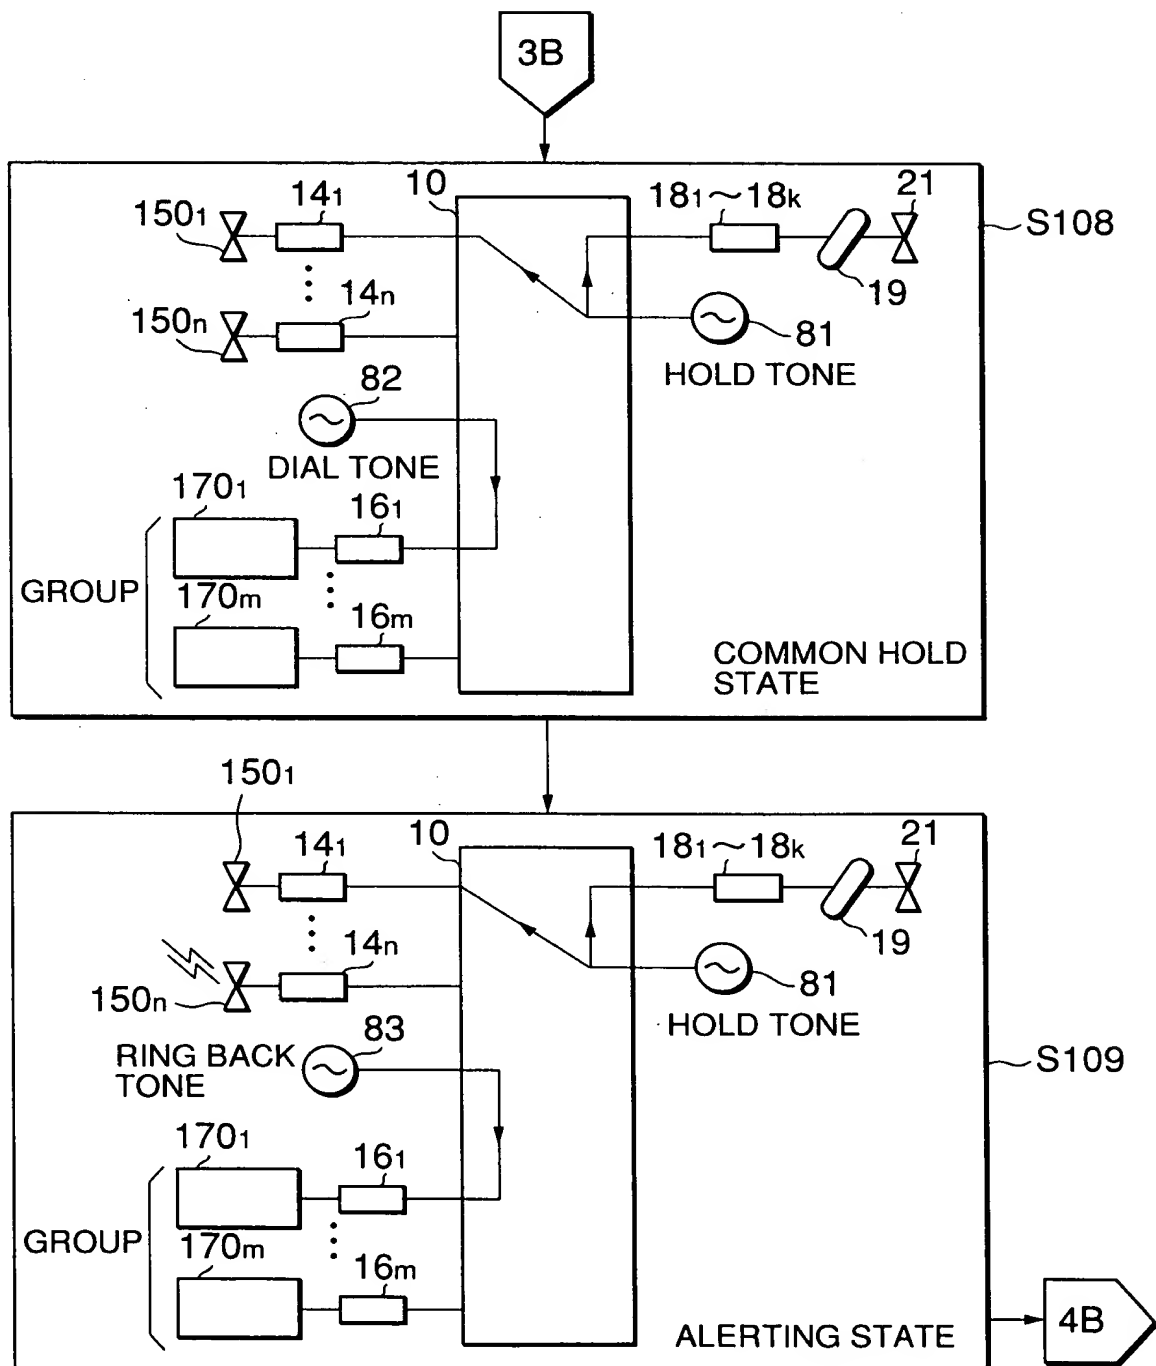 3B
10
14₁
18₁~18ₖ
21
150₁
S108
19
14ₙ
150ₙ
81
HOLD TONE
82
DIAL TONE
170₁
16₁
GROUP
170ₘ
16ₘ
COMMON HOLD
STATE
150₁
10
14₁
18₁~18ₖ
21
19
14ₙ
150ₙ
81
HOLD TONE
83
RING BACK
TONE
S109
170₁
16₁
GROUP
170ₘ
16ₘ
4B
ALERTING STATE